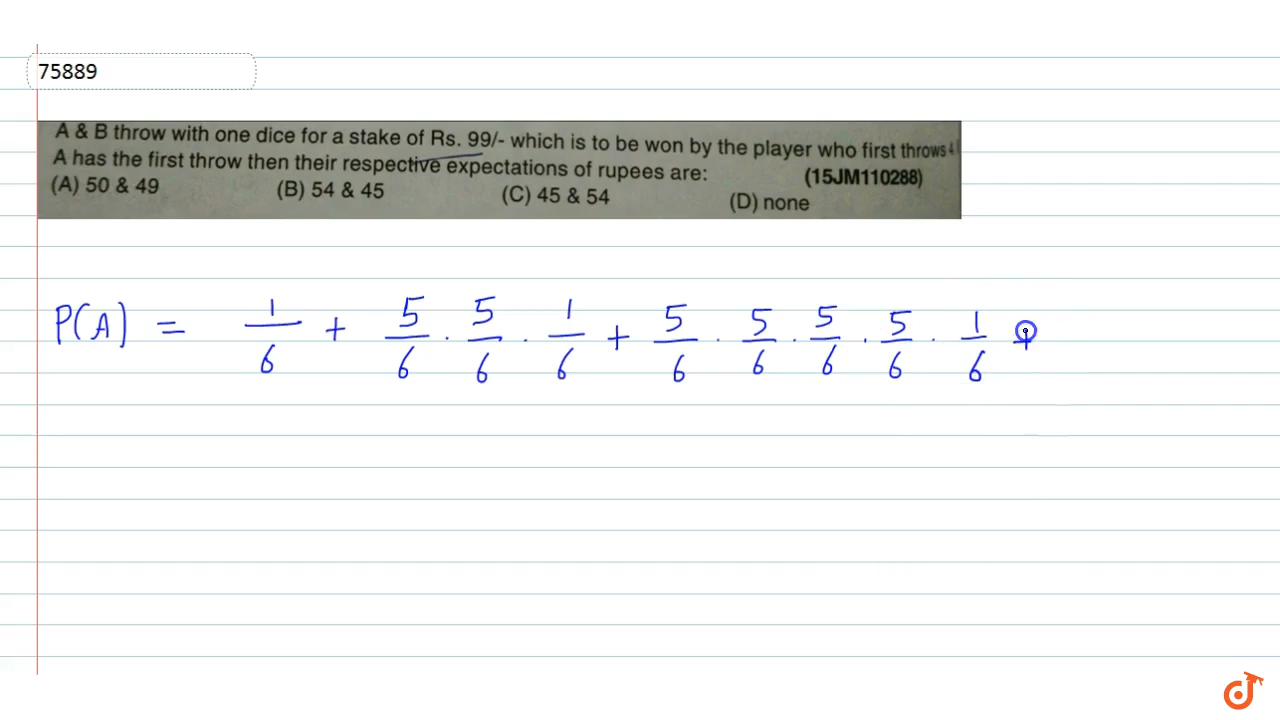 75889
A & B throw with one dice for a stake of Rs. 99/- which is to be won by the player who first throws 4
A has the first throw then their respective expectations of rupees are: (15JM110288)
(A) 50 & 49 (B) 54 & 45 (C) 45 & 54 (D) none
P(A) = 1/6 + 5/6 . 5/6 . 1/6 + 5/6 . 5/6 . 5/6 . 5/6 . 1/6 +